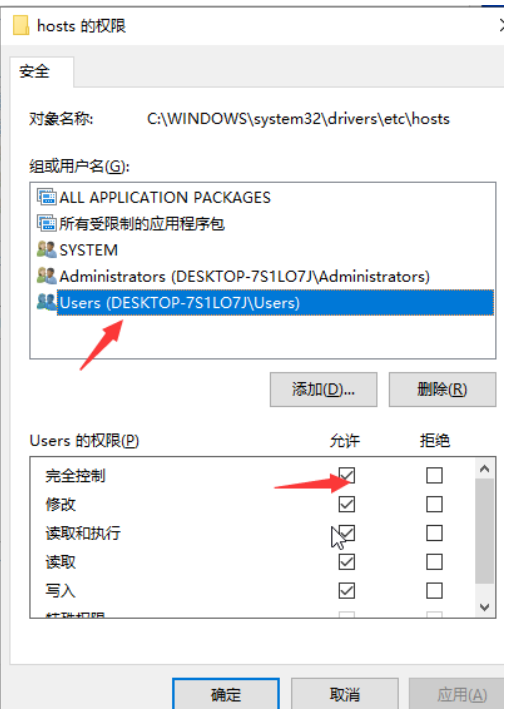 hosts 的权限
安全
对象名称: C:\WINDOWS\system32\drivers\etc\hosts
组或用户名(G):
ALL APPLICATION PACKAGES
所有受限制的应用程序包
SYSTEM
Administrators (DESKTOP-7S1LO7J\Administrators)
Users (DESKTOP-7S1LO7J\Users)
添加(D)... 删除(R)
Users 的权限(P) 允许 拒绝
完全控制
修改
读取和执行
读取
写入
特殊权限
确定 取消 应用(A)